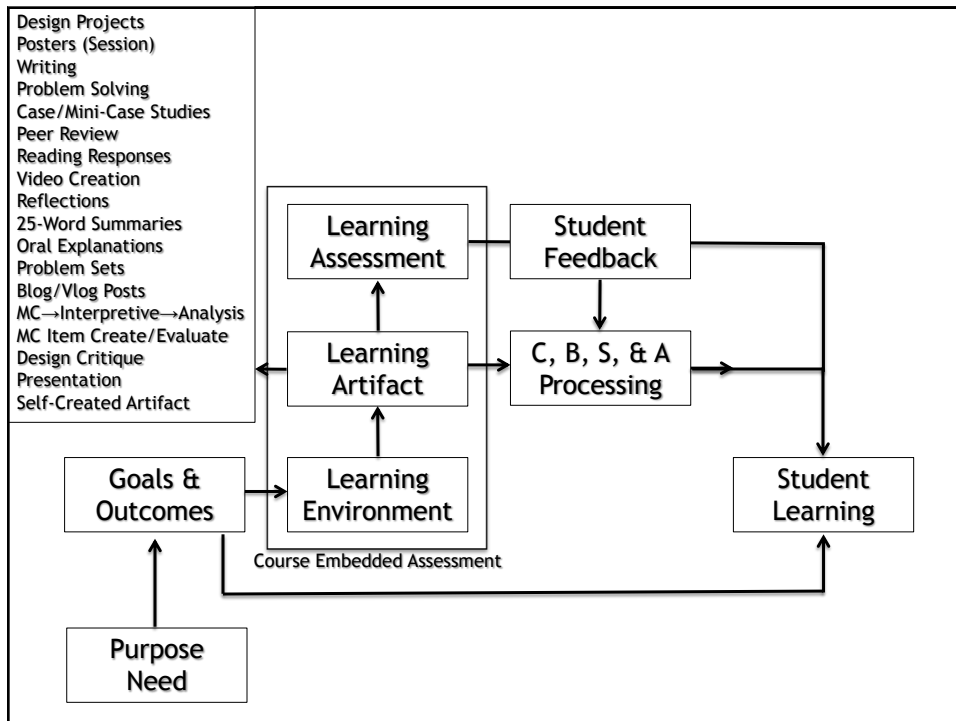 Design Projects
Posters (Session)
Writing
Problem Solving
Case/Mini-Case Studies
Peer Review
Reading Responses
Video Creation
Reflections
25-Word Summaries
Oral Explanations
Problem Sets
Blog/Vlog Posts
MC→Interpretive→Analysis
MC Item Create/Evaluate
Design Critique
Presentation
Self-Created Artifact
Learning
Assessment
Student
Feedback
Learning
Artifact
C, B, S, & A
Processing
Goals &
Outcomes
Learning
Environment
Student
Learning
Course Embedded Assessment
Purpose
Need